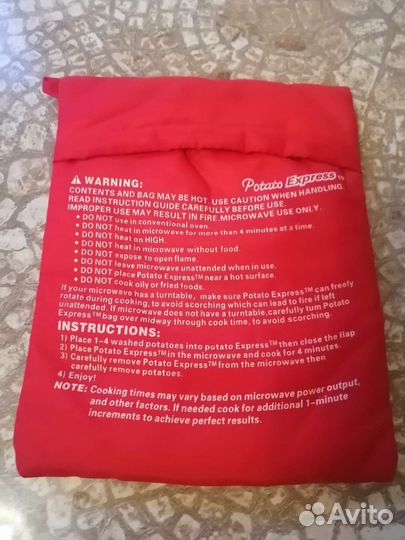 Potato Express™
⚠ WARNING:
CONTENTS AND BAG MAY BE HOT. USE CAUTION WHEN HANDLING.
READ INSTRUCTION GUIDE CAREFULLY BEFORE USE.
IMPROPER USE MAY RESULT IN FIRE.MICROWAVE USE ONLY.
• DO NOT use in conventional oven.
• DO NOT heat in microwave for more than 4 minutes at a time.
• DO NOT heat on HIGH.
• DO NOT heat in microwave without food.
• DO NOT expose to open flame.
• DO NOT leave microwave unattended when in use.
• DO NOT place Potato Express™ near a hot surface.
• DO NOT cook oily or fried foods.
If your microwave has a turntable, make sure Potato Express™ can freely
rotate during cooking, to avoid scorching which can lead to fire if left
unattended. If microwave does not have a turntable,carefully turn Potato
Express™ bag over midway through cook time, to avoid scorching.
INSTRUCTIONS:
1) Place 1-4 washed potatoes into potato Express™ then close the flap
2) Place Potato Express™ in the microwave and cook for 4 minutes.
3) Carefully remove Potato Express™ from the microwave then
carefully remove potatoes.
4) Enjoy!
NOTE: Cooking times may vary based on microwave power output,
and other factors. If needed cook for additional 1-minute
increments to achieve perfect results.
Avito